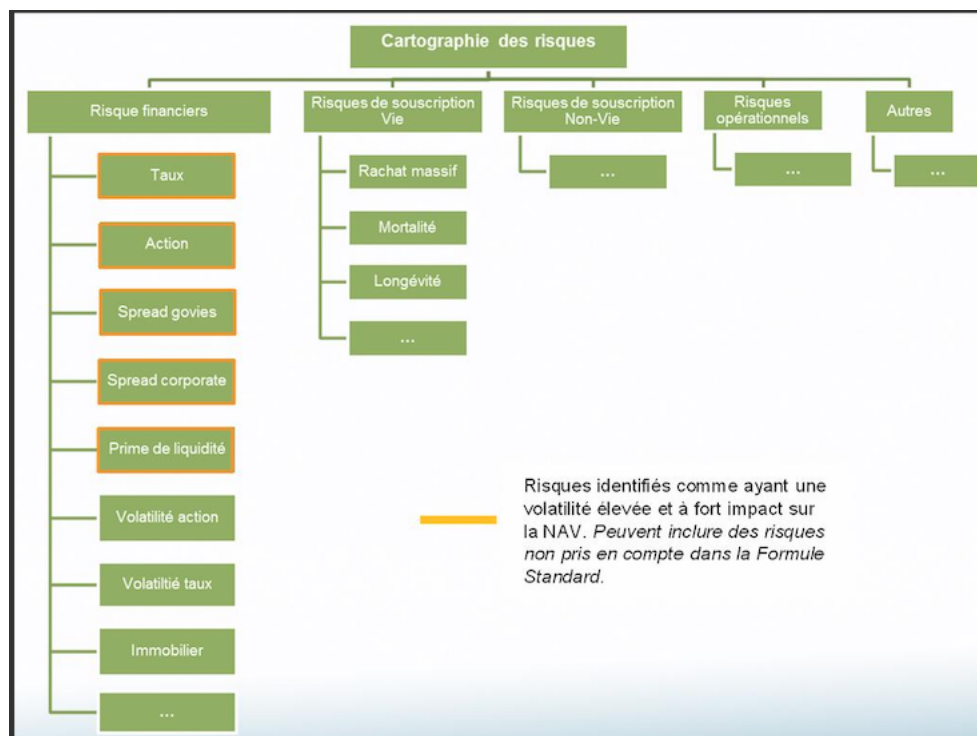 Cartographie des risques
Risque financiers
Risques de souscription
Vie
Risques de souscription
Non-Vie
Risques
opérationnels
Autres
Taux
Action
Spread govies
Spread corporate
Prime de liquidité
Volatilité action
Volatiltié taux
Immobilier
...
Rachat massif
Mortalité
Longévité
...
...
...
...
Risques identifiés comme ayant une
volatilité élevée et à fort impact sur
la NAV. Peuvent inclure des risques
non pris en compte dans la Formule
Standard.